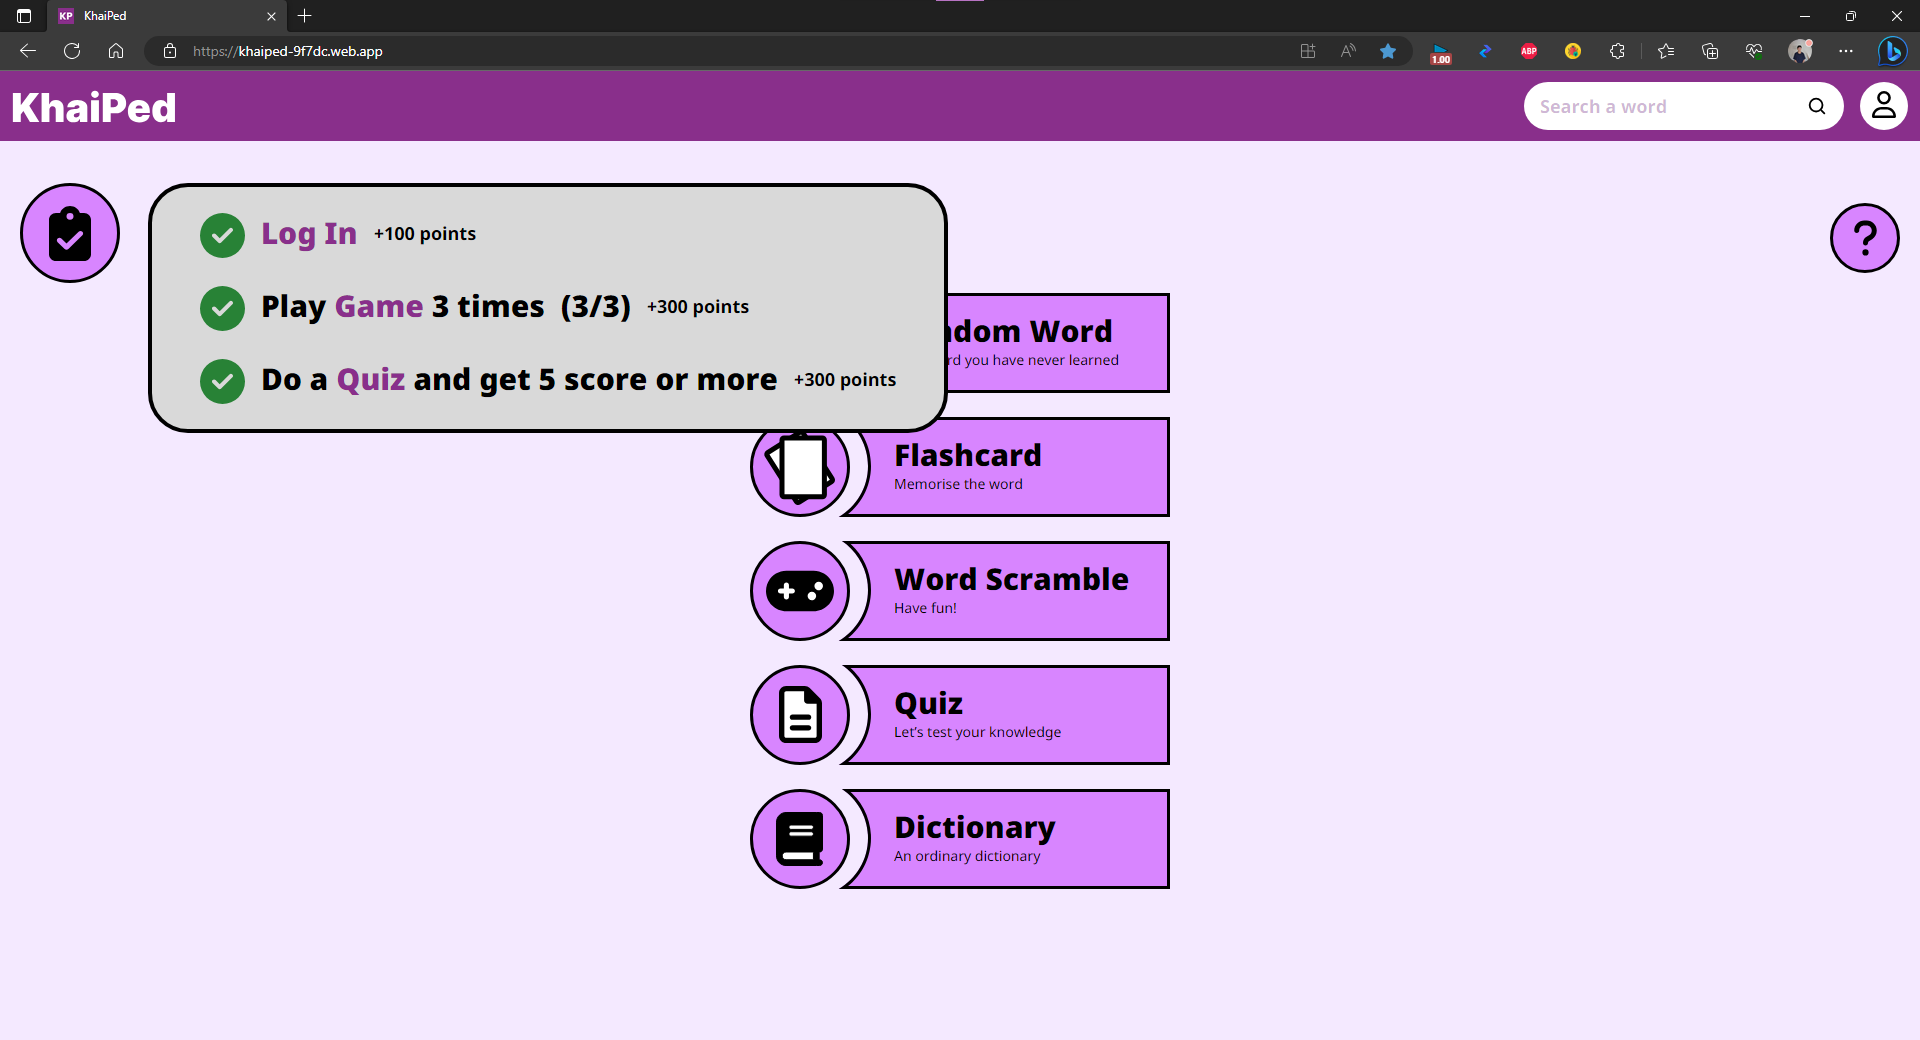 KP KhaiPed
https://khaiped-9f7dc.web.app
ABP
1.00
KhaiPed
Search a word
Log In +100 points
Play Game 3 times (3/3) +300 points
Do a Quiz and get 5 score or more +300 points
ndom Word
rd you have never learned
Flashcard
Memorise the word
Word Scramble
Have fun!
Quiz
Let's test your knowledge
Dictionary
An ordinary dictionary